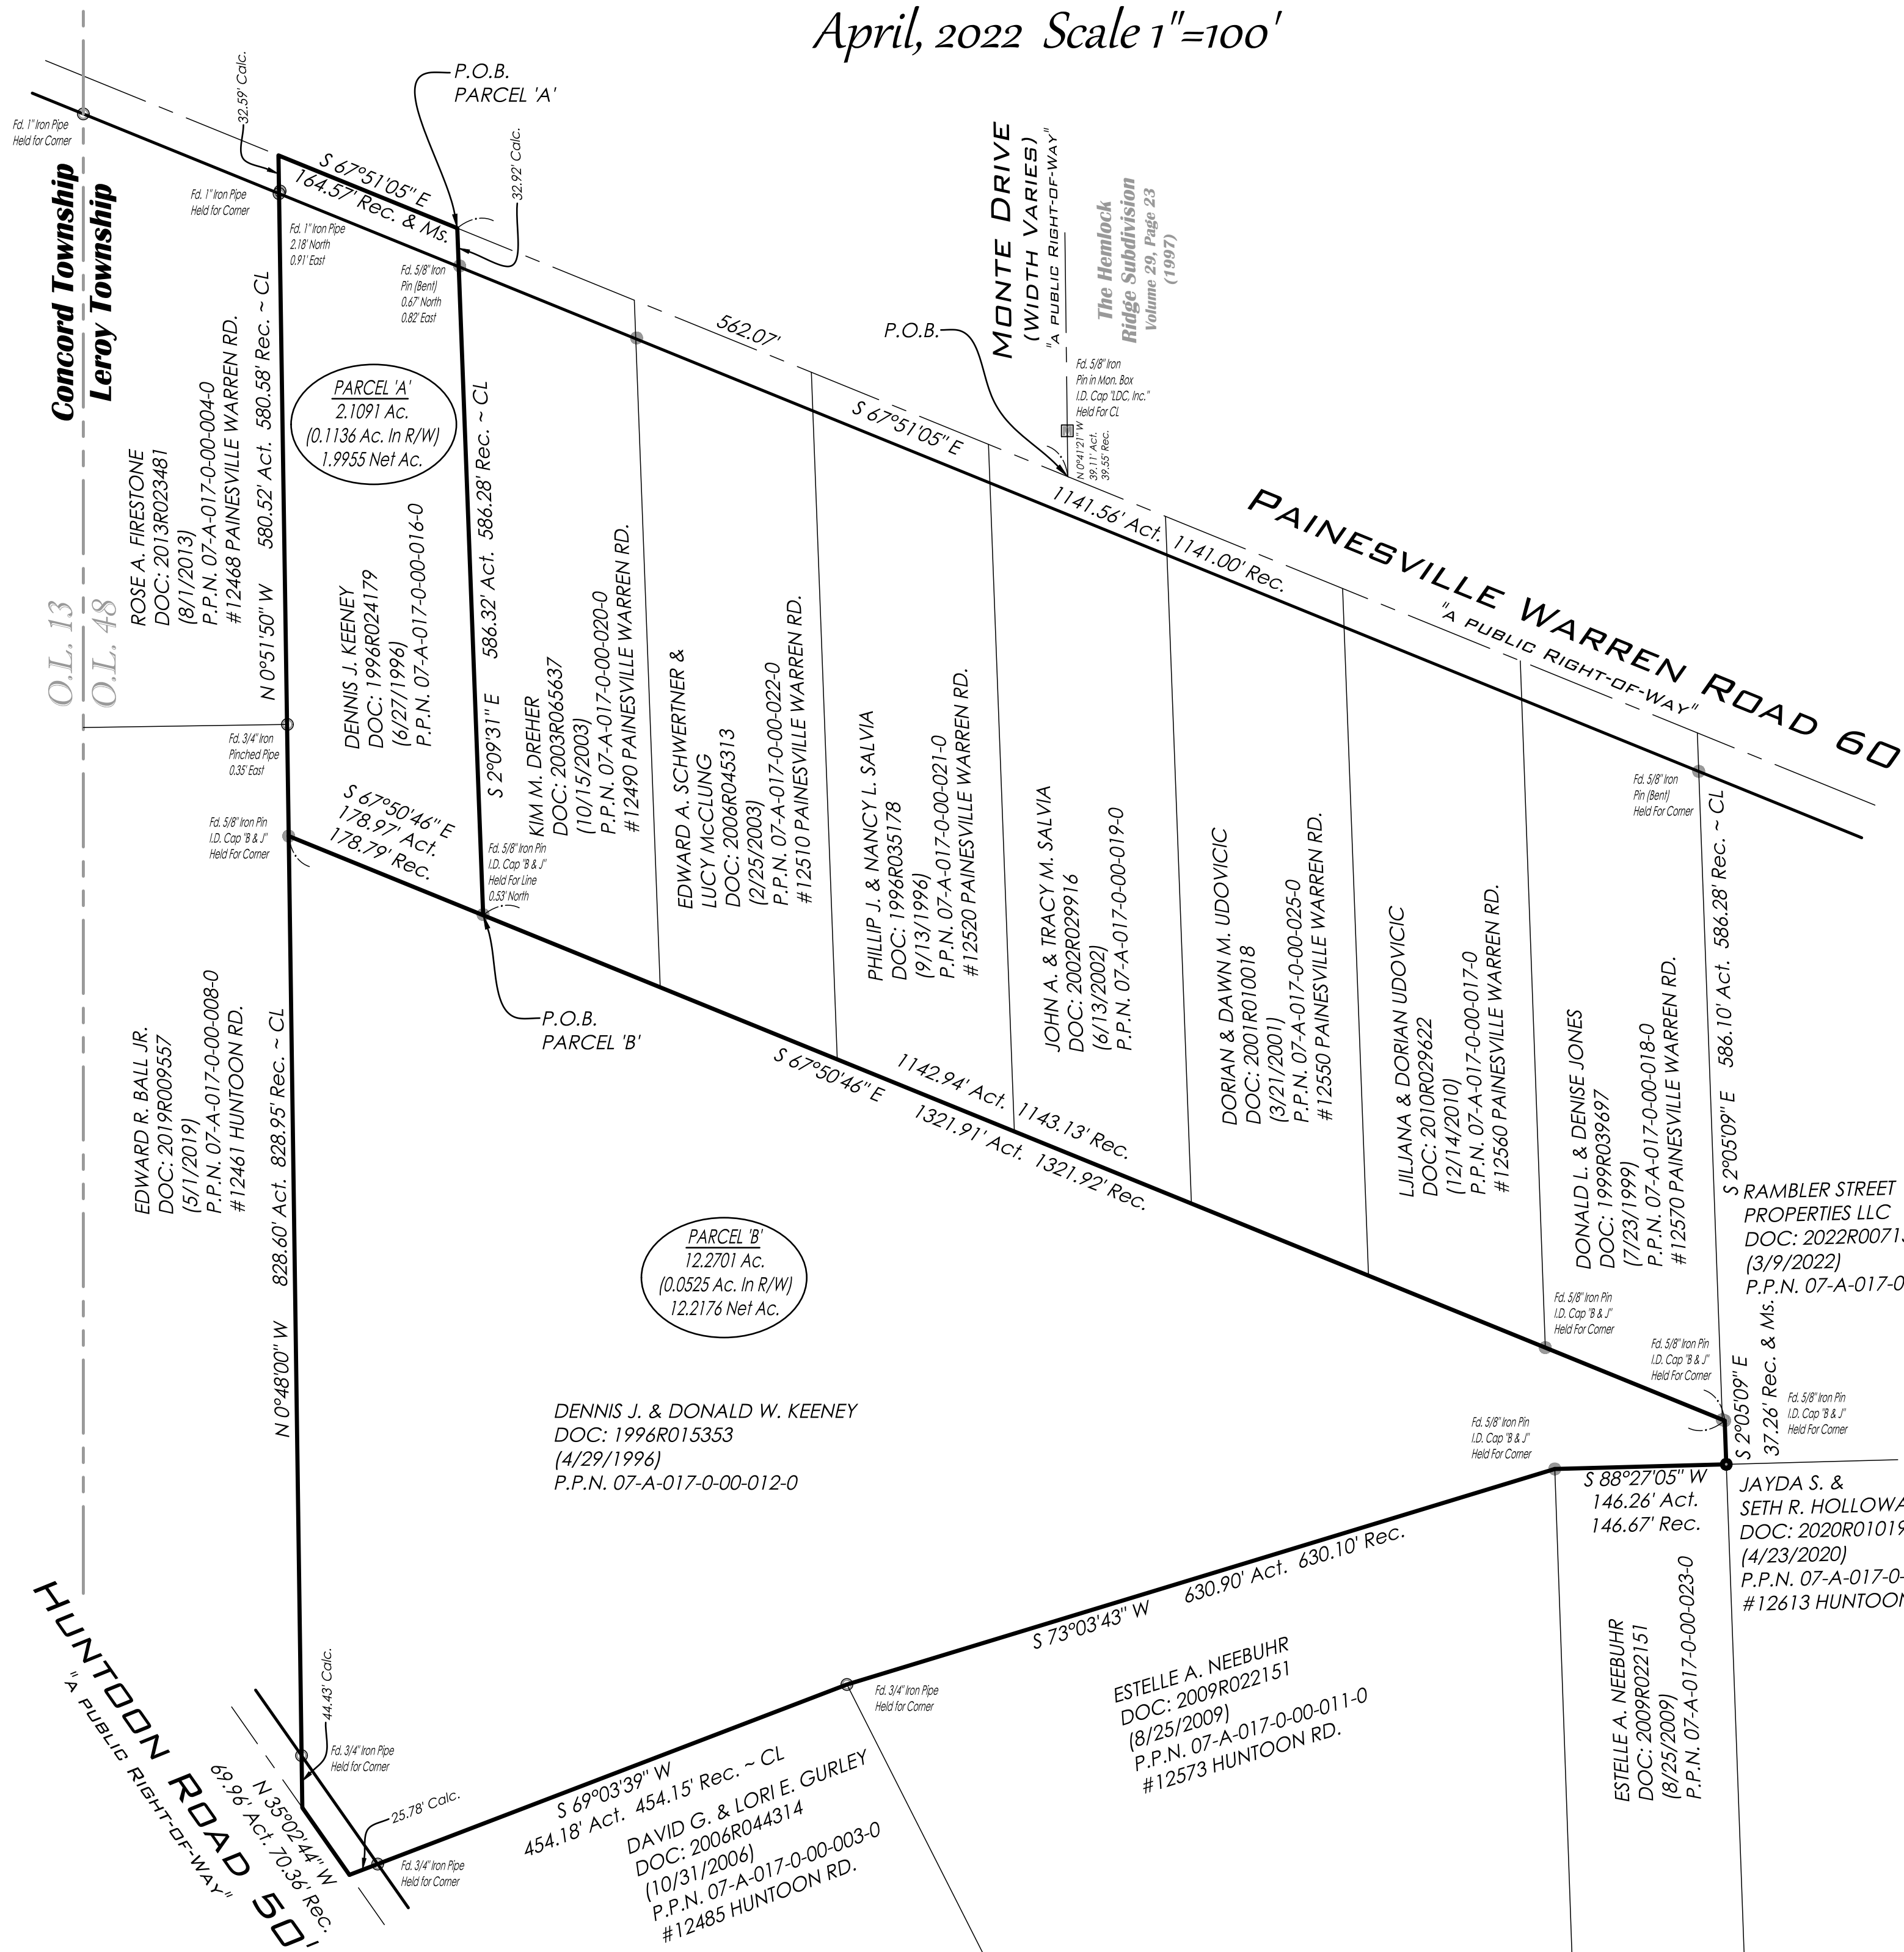 April, 2022 Scale 1"=100'
32.59' Calc.
P.O.B.
PARCEL 'A'
Fd. 1" Iron Pipe
Held for Corner
Concord Township
Leroy Township
Fd. 1" Iron Pipe
Held for Corner
S 67°51'05" E
164.57' Rec. & Ms.
32.92' Calc.
Fd. 1" Iron Pipe
2.18' North
0.91' East
Fd. 5/8" Iron
Pin (Bent)
0.67' North
0.82' East
MONTE DRIVE
(WIDTH VARIES)
"A PUBLIC RIGHT-OF-WAY"
The Hemlock
Ridge Subdivision
Volume 29, Page 23
(1997)
562.07'
P.O.B.
Fd. 5/8" Iron
Pin in Mon. Box
I.D. Cap "LDC, Inc."
Held For CL
N 0°41'21" W
39.11' Act.
39.55' Rec.
S 67°51'05" E
1141.56' Act. 1141.00' Rec.
PAINESVILLE WARREN ROAD 60
"A PUBLIC RIGHT-OF-WAY"
O.L. 13
O.L. 48
ROSE A. FIRESTONE
DOC: 2013R023481
(8/1/2013)
P.P.N. 07-A-017-0-00-004-0
#12468 PAINESVILLE WARREN RD.
N 0°51'50" W 580.52' Act. 580.58' Rec. ~ CL
PARCEL 'A'
2.1091 Ac.
(0.1136 Ac. In R/W)
1.9955 Net Ac.
DENNIS J. KEENEY
DOC: 1996R024179
(6/27/1996)
P.P.N. 07-A-017-0-00-016-0
S 2°09'31" E 586.32' Act. 586.28' Rec. ~ CL
KIM M. DREHER
DOC: 2003R065637
(10/15/2003)
P.P.N. 07-A-017-0-00-020-0
#12490 PAINESVILLE WARREN RD.
EDWARD A. SCHWERTNER &
LUCY McCLUNG
DOC: 2006R045313
(2/25/2003)
P.P.N. 07-A-017-0-00-022-0
#12510 PAINESVILLE WARREN RD.
PHILLIP J. & NANCY L. SALVIA
DOC: 1996R035178
(9/13/1996)
P.P.N. 07-A-017-0-00-021-0
#12520 PAINESVILLE WARREN RD.
JOHN A. & TRACY M. SALVIA
DOC: 2002R029916
(6/13/2002)
P.P.N. 07-A-017-0-00-019-0
DORIAN & DAWN M. UDOVICIC
DOC: 2001R010018
(3/21/2001)
P.P.N. 07-A-017-0-00-025-0
#12550 PAINESVILLE WARREN RD.
LJILJANA & DORIAN UDOVICIC
DOC: 2010R029622
(12/14/2010)
P.P.N. 07-A-017-0-00-017-0
#12560 PAINESVILLE WARREN RD.
DONALD L. & DENISE JONES
DOC: 1999R039697
(7/23/1999)
P.P.N. 07-A-017-0-00-018-0
#12570 PAINESVILLE WARREN RD.
Fd. 5/8" Iron
Pin (Bent)
Held For Corner
S 2°05'09" E 586.10' Act. 586.28' Rec. ~ CL
Fd. 3/4" Iron
Pinched Pipe
0.35' East
Fd. 5/8" Iron Pin
I.D. Cap "B & J"
Held For Corner
S 67°50'46" E
178.97' Act.
178.79' Rec.
Fd. 5/8" Iron Pin
I.D. Cap "B & J"
Held For Line
0.53' North
P.O.B.
PARCEL 'B'
S 67°50'46" E
1142.94' Act. 1143.13' Rec.
1321.91' Act. 1321.92' Rec.
EDWARD R. BALL JR.
DOC: 2019R009557
(5/1/2019)
P.P.N. 07-A-017-0-00-008-0
#12461 HUNTOON RD.
N 0°48'00" W 828.60' Act. 828.95' Rec. ~ CL
PARCEL 'B'
12.2701 Ac.
(0.0525 Ac. In R/W)
12.2176 Net Ac.
DENNIS J. & DONALD W. KEENEY
DOC: 1996R015353
(4/29/1996)
P.P.N. 07-A-017-0-00-012-0
RAMBLER STREET
PROPERTIES LLC
DOC: 2022R0071
(3/9/2022)
P.P.N. 07-A-017-0
Fd. 5/8" Iron Pin
I.D. Cap "B & J"
Held For Corner
Fd. 5/8" Iron Pin
I.D. Cap "B & J"
Held For Corner
S 2°05'09" E
37.26' Rec. & Ms.
Fd. 5/8" Iron Pin
I.D. Cap "B & J"
Held For Corner
Fd. 5/8" Iron Pin
I.D. Cap "B & J"
Held For Corner
S 88°27'05" W
146.26' Act.
146.67' Rec.
JAYDA S. &
SETH R. HOLLOWA
DOC: 2020R01019
(4/23/2020)
P.P.N. 07-A-017-0-
#12613 HUNTOON
S 73°03'43" W 630.90' Act. 630.10' Rec.
ESTELLE A. NEEBUHR
DOC: 2009R022151
(8/25/2009)
P.P.N. 07-A-017-0-00-011-0
#12573 HUNTOON RD.
ESTELLE A. NEEBUHR
DOC: 2009R022151
(8/25/2009)
P.P.N. 07-A-017-0-00-023-0
Fd. 3/4" Iron Pipe
Held for Corner
S 69°03'39" W
454.18' Act. 454.15' Rec. ~ CL
DAVID G. & LORI E. GURLEY
DOC: 2006R044314
(10/31/2006)
P.P.N. 07-A-017-0-00-003-0
#12485 HUNTOON RD.
44.43' Calc.
Fd. 3/4" Iron Pipe
Held for Corner
25.78' Calc.
Fd. 3/4" Iron Pipe
Held for Corner
N 35°02'44" W
69.96' Act. 70.36' Rec.
HUNTOON ROAD 50'
"A PUBLIC RIGHT-OF-WAY"